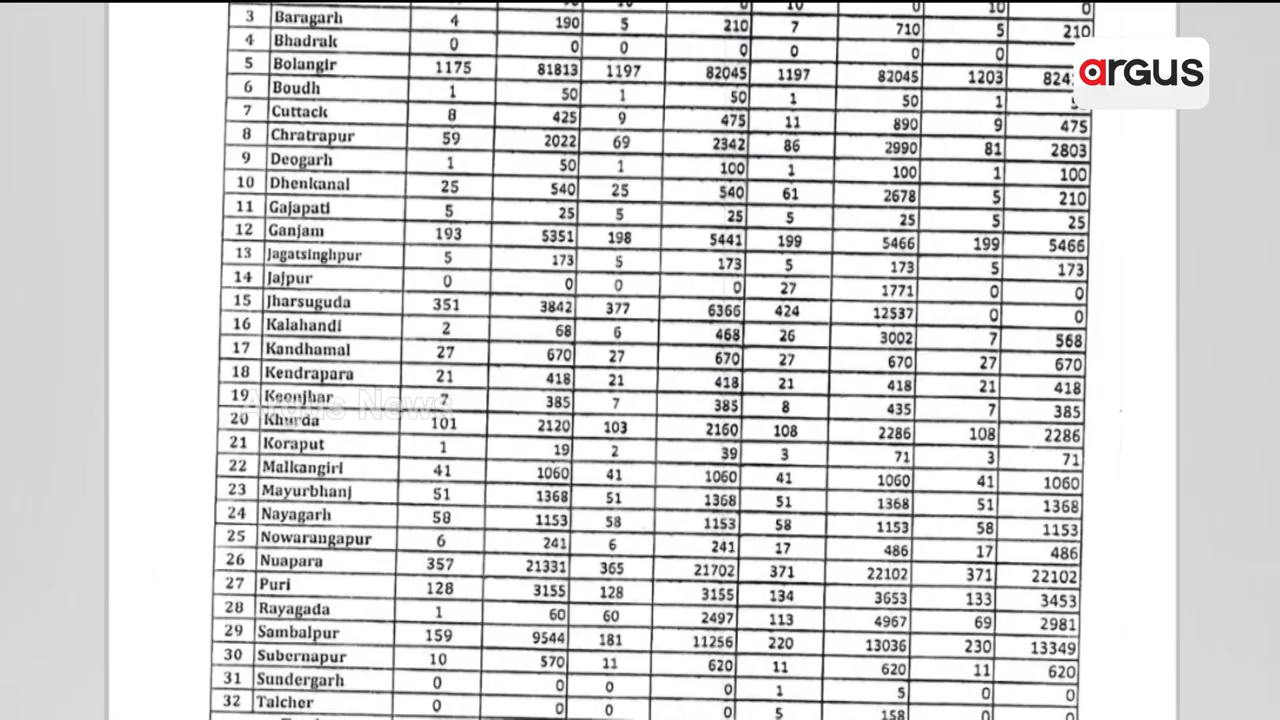 10 0 10 0
3 Baragarh 4 190 5 210 7 710 5 210
4 Bhadrak 0 0 0 0 0 0 0
5 Bolangir 1175 81813 1197 82045 1197 82045 1203
6 Boudh 1 50 1 50 1 50 1
7 Cuttack 8 425 9 475 11 890 9 475
8 Chratrapur 59 2022 69 2342 86 2990 81 2803
9 Deogarh 1 50 1 100 1 100 1 100
10 Dhenkanal 25 540 25 540 61 2678 5 210
11 Gajapati 5 25 5 25 5 25 5 25
12 Ganjam 193 5351 198 5441 199 5466 199 5466
13 Jagatsinghpur 5 173 5 173 5 173 5 173
14 Jajpur 0 0 0 0 27 1771 0 0
15 Jharsuguda 351 3842 377 6366 424 12537 0 0
16 Kalahandi 2 68 6 468 26 3002 7 568
17 Kandhamal 27 670 27 670 27 670 27 670
18 Kendrapara 21 418 21 418 21 418 21 418
19 Keonjhar 7 385 7 385 8 435 7 385
20 Khurda 101 2120 103 2160 108 2286 108 2286
21 Koraput 1 19 2 39 3 71 3 71
22 Malkangiri 41 1060 41 1060 41 1060 41 1060
23 Mayurbhanj 51 1368 51 1368 51 1368 51 1368
24 Nayagarh 58 1153 58 1153 58 1153 58 1153
25 Nowarangapur 6 241 6 241 17 486 17 486
26 Nuapara 357 21331 365 21702 371 22102 371 22102
27 Puri 128 3155 128 3155 134 3653 133 3453
28 Rayagada 1 60 60 2497 113 4967 69 2981
29 Sambalpur 159 9544 181 11256 220 13036 230 13349
30 Subernapur 10 570 11 620 11 620 11 620
31 Sundergarh 0 0 0 0 1 5 0 0
32 Talcher 0 0 0 0 5 158 0 0
argus
Argus News